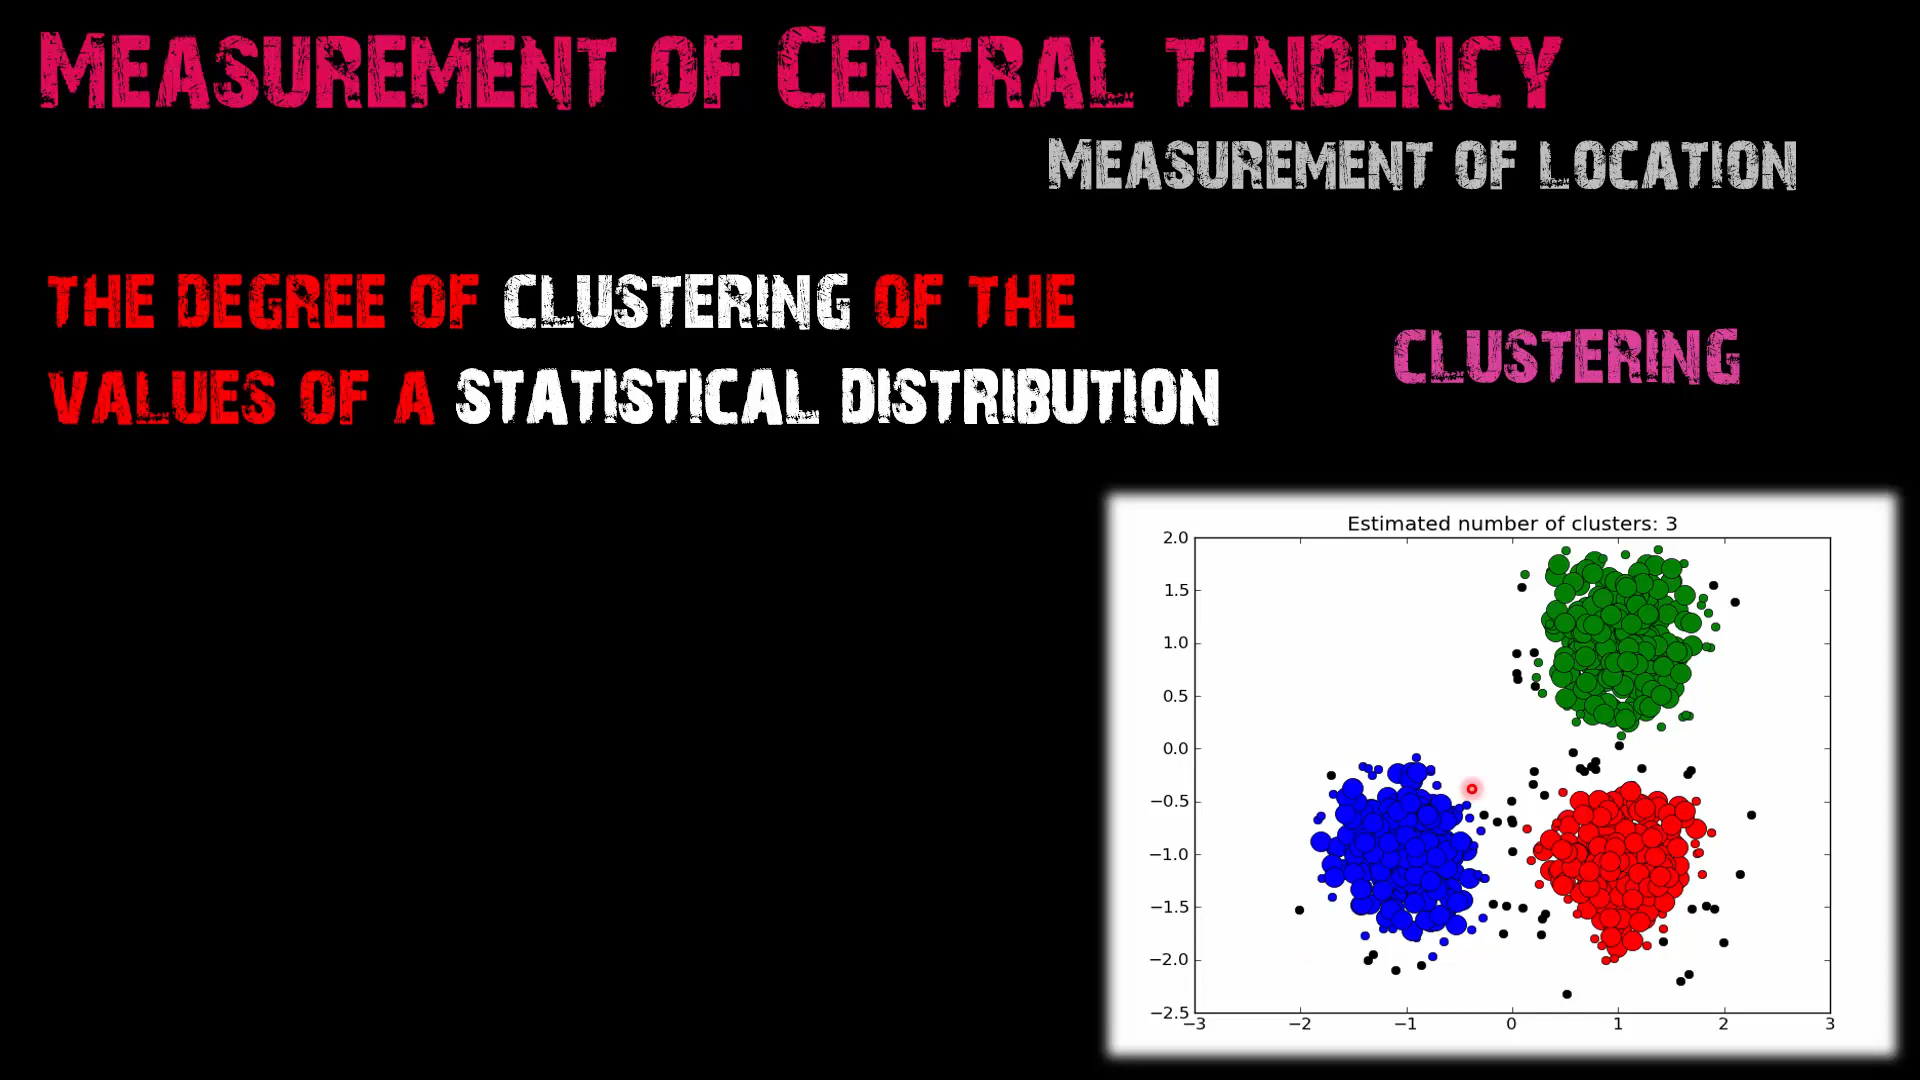 Measurement of Central tendency
Measurement of location
the degree of clustering of the
values of a statistical distribution
clustering
Estimated number of clusters: 3
2.0
1.5
1.0
0.5
0.0
−0.5
−1.0
−1.5
−2.0
−2.5
−3 −2 −1 0 1 2 3